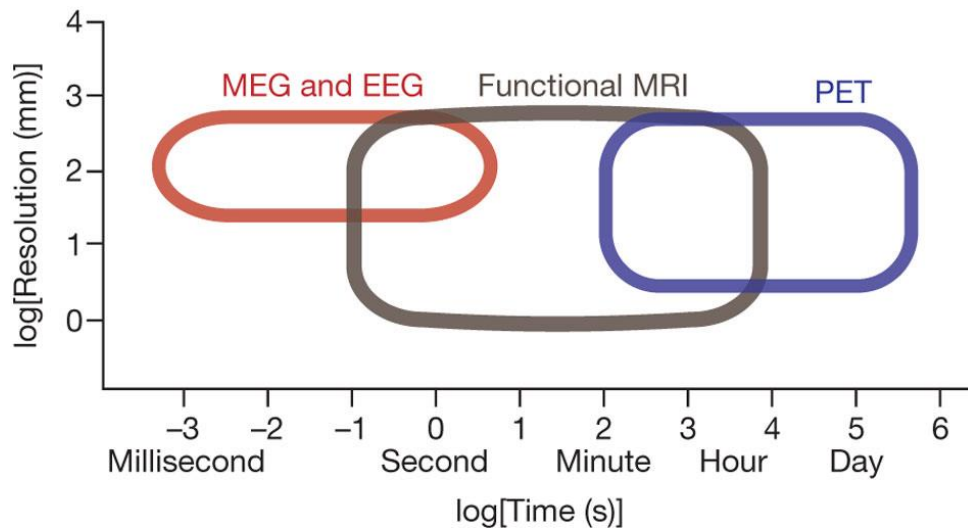 4
MEG and EEG
Functional MRI
PET
3
2
1
0
log[Resolution (mm)]
–3 –2 –1 0 1 2 3 4 5 6
Millisecond Second Minute Hour Day
log[Time (s)]